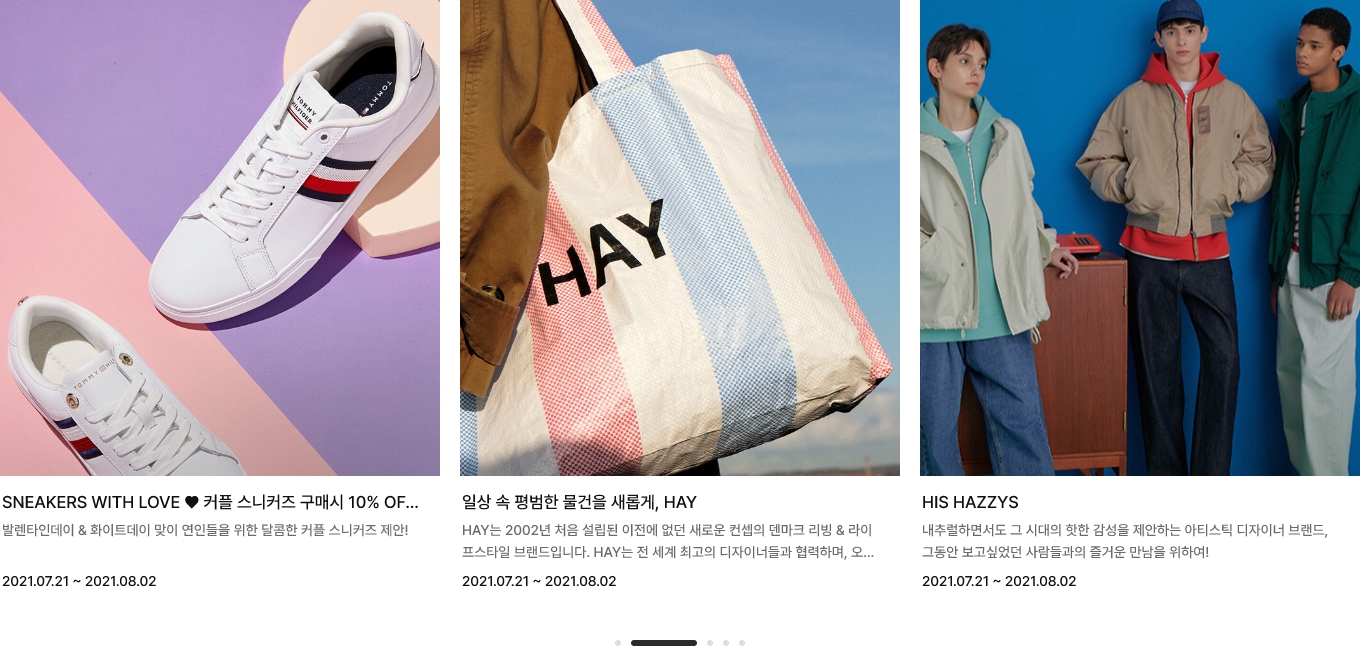 TOMMY
HILFIGER
TOMMY
TOMMY HIL
HAY
SNEAKERS WITH LOVE ♥ 커플 스니커즈 구매시 10% OF...
발렌타인데이 & 화이트데이 맞이 연인들을 위한 달콤한 커플 스니커즈 제안!
2021.07.21 ~ 2021.08.02
일상 속 평범한 물건을 새롭게, HAY
HAY는 2002년 처음 설립된 이전에 없던 새로운 컨셉의 덴마크 리빙 & 라이
프스타일 브랜드입니다. HAY는 전 세계 최고의 디자이너들과 협력하며, 오...
2021.07.21 ~ 2021.08.02
HIS HAZZYS
내추럴하면서도 그 시대의 핫한 감성을 제안하는 아티스틱 디자이너 브랜드,
그동안 보고싶었던 사람들과의 즐거운 만남을 위하여!
2021.07.21 ~ 2021.08.02